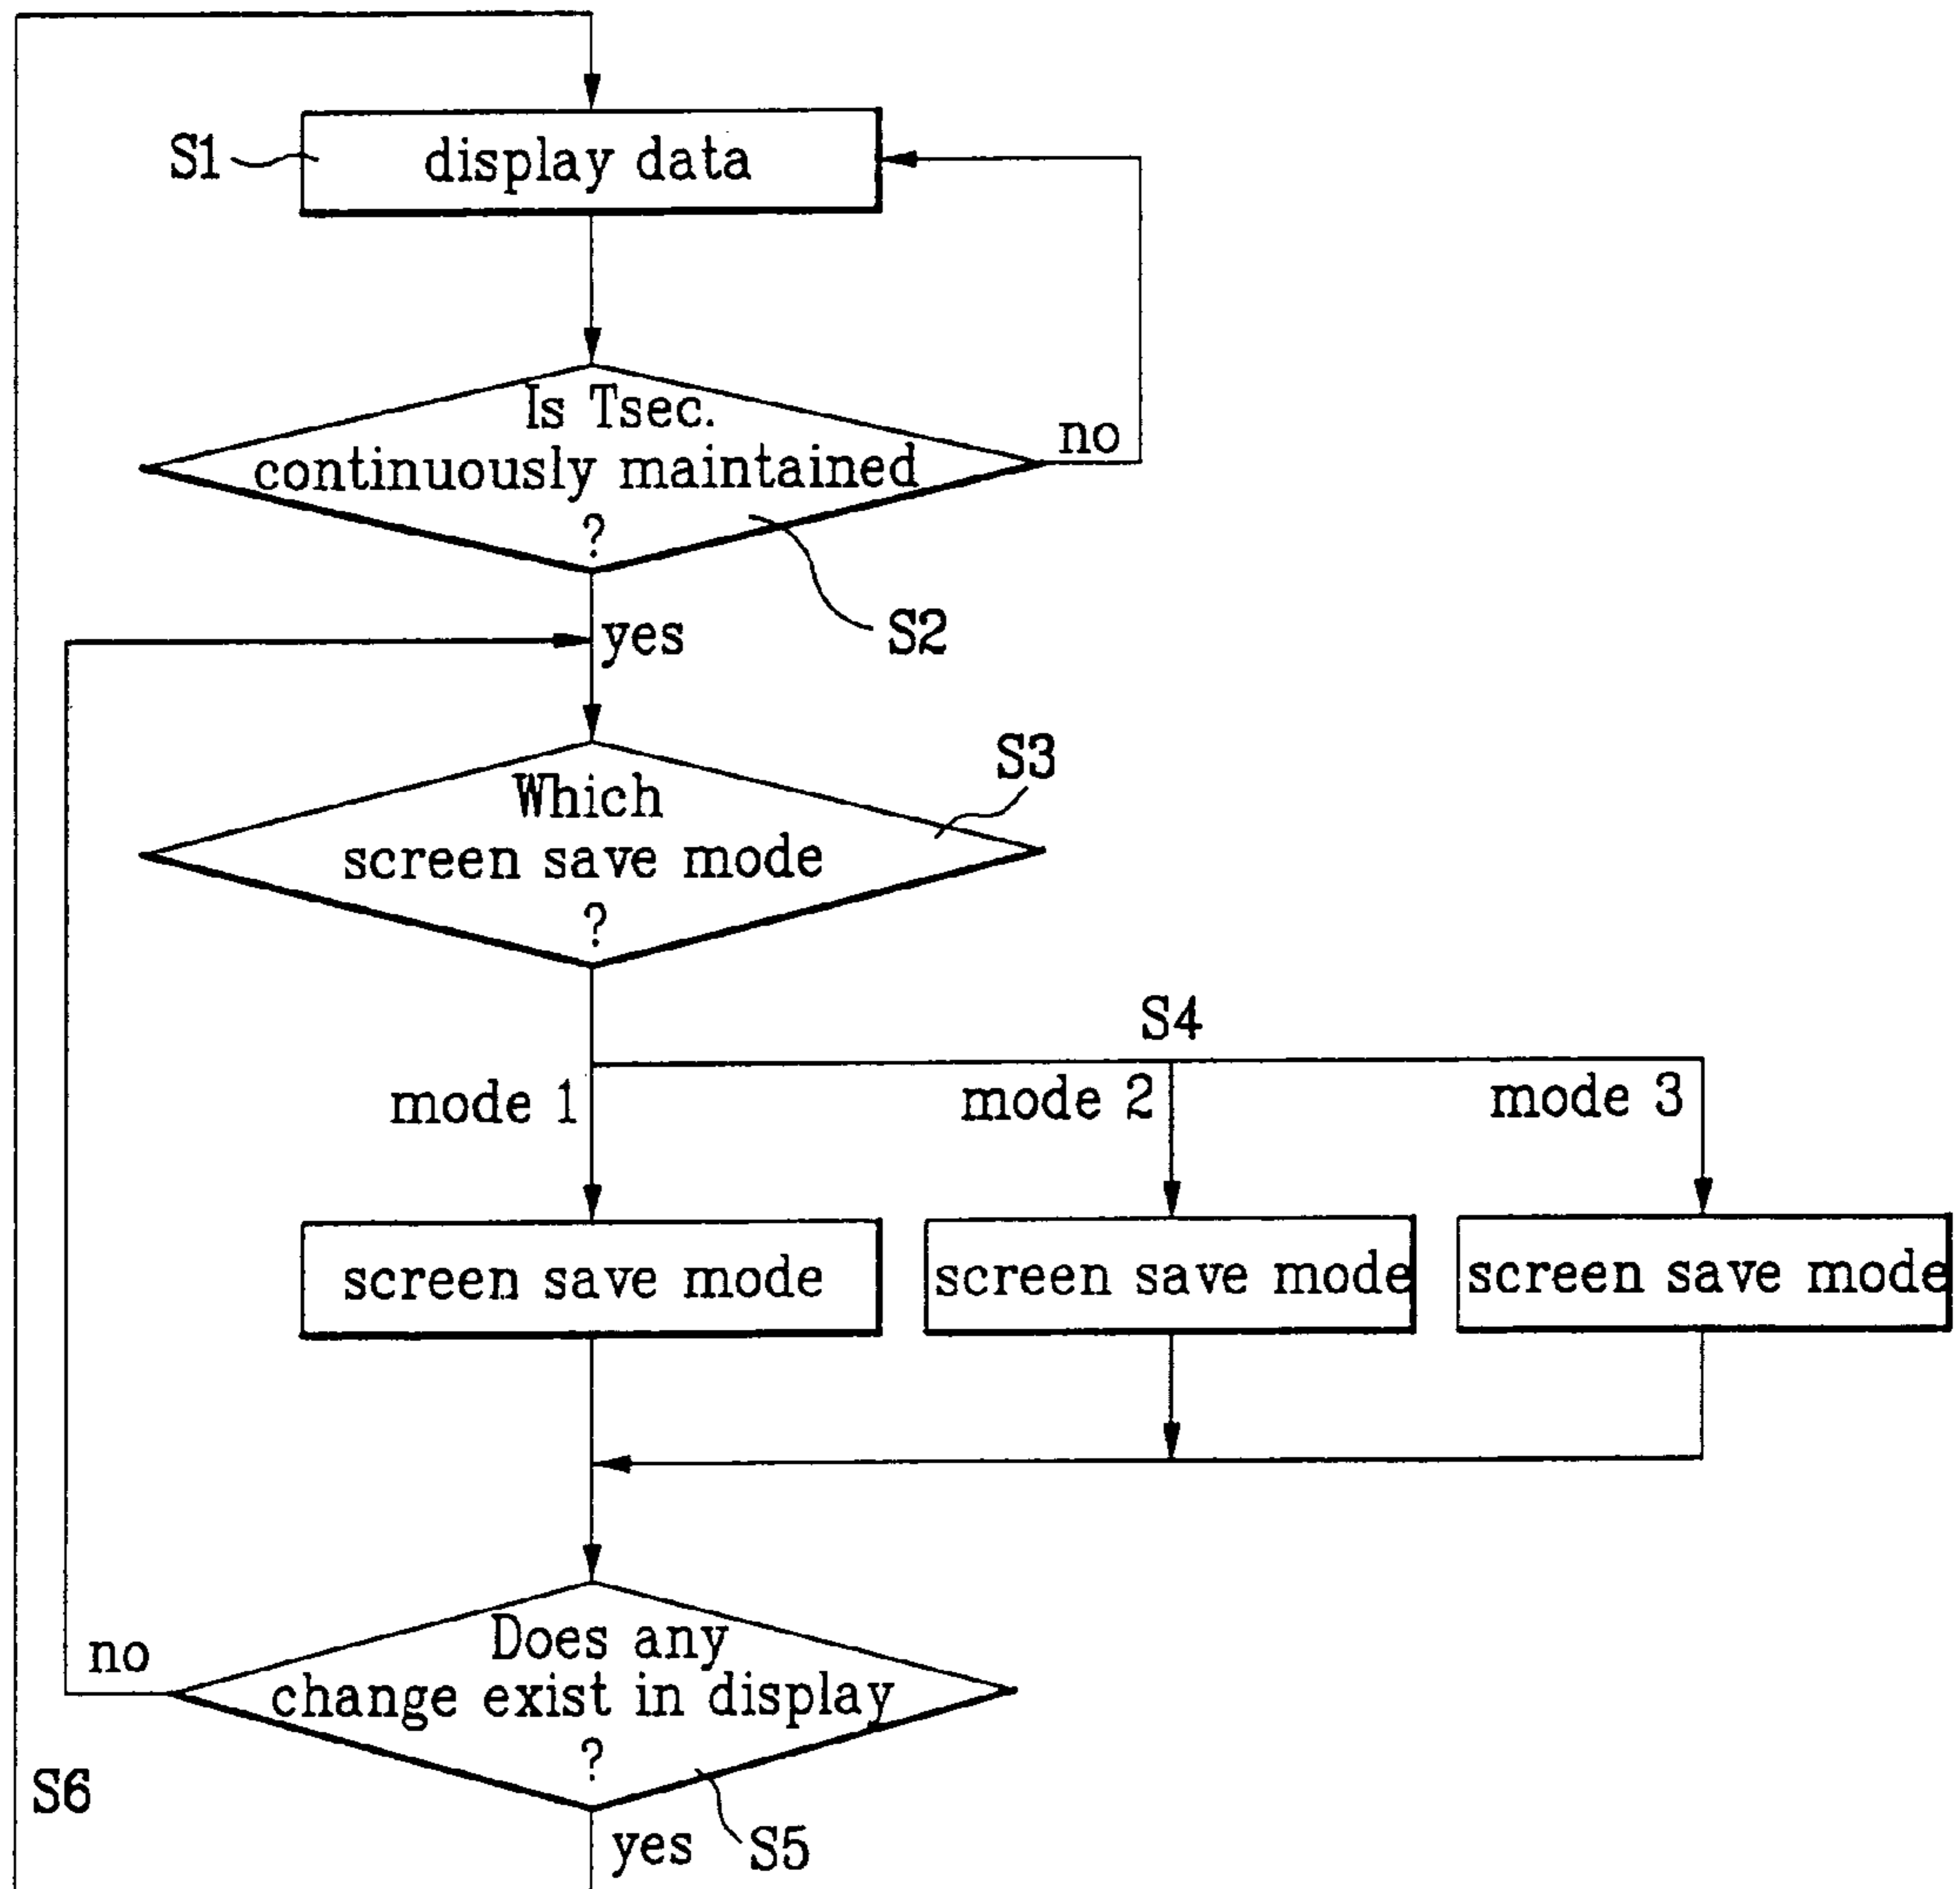 S1
display data
Is Tsec.
continuously maintained
?
no
yes
S2
S3
Which
screen save mode
?
S4
mode 1
mode 2
mode 3
screen save mode
screen save mode
screen save mode
no
Does any
change exist in display
?
S6
yes
S5